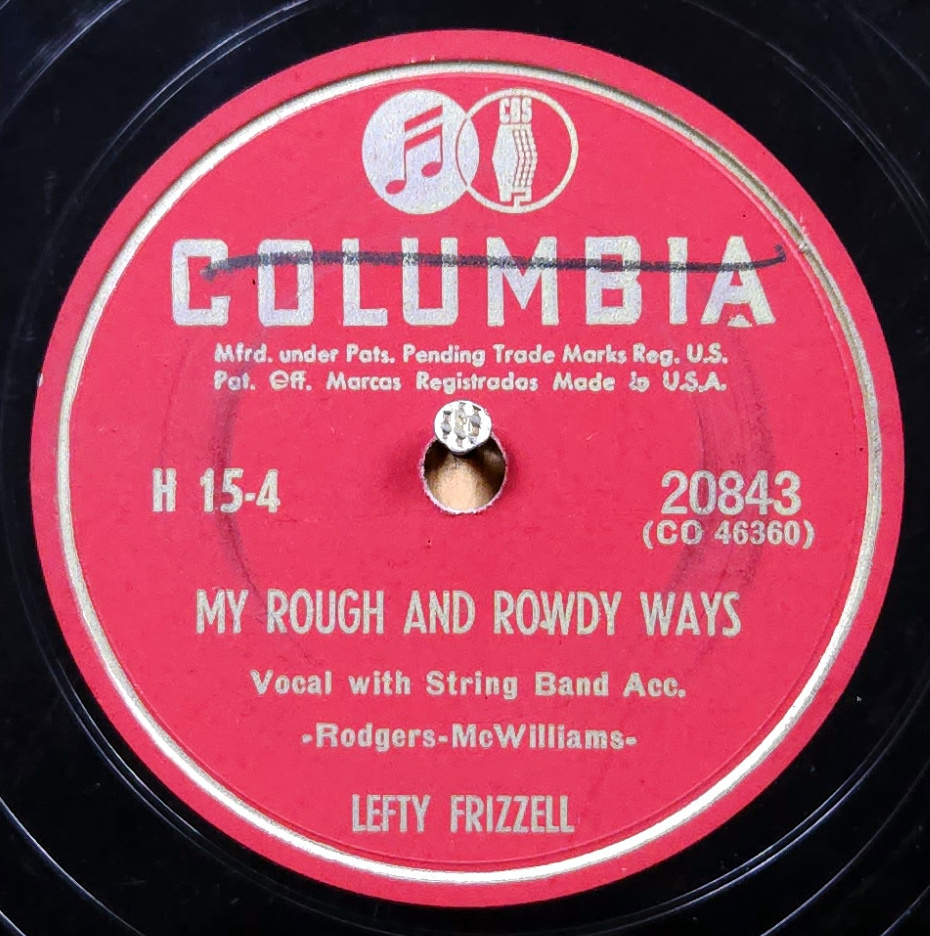 CBS
COLUMBIA
Mfrd. under Pats. Pending Trade Marks Reg. U.S.
Pat. Off. Marcas Registradas Made in U.S.A.
H 15-4
20843
(CO 46360)
MY ROUGH AND ROWDY WAYS
Vocal with String Band Acc.
-Rodgers-McWilliams-
LEFTY FRIZZELL